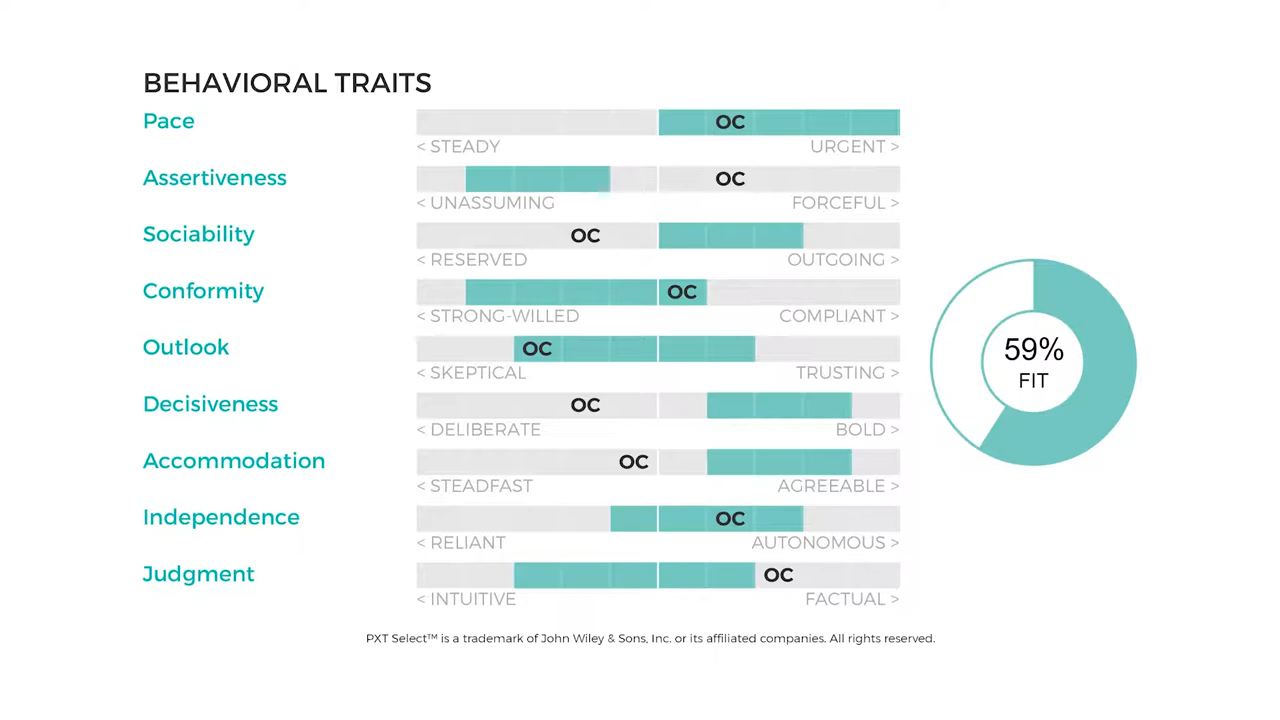 BEHAVIORAL TRAITS
Pace
OC
< STEADY
URGENT >
Assertiveness
OC
< UNASSUMING
FORCEFUL >
Sociability
OC
< RESERVED
OUTGOING >
Conformity
OC
< STRONG-WILLED
COMPLIANT >
Outlook
OC
< SKEPTICAL
TRUSTING >
Decisiveness
OC
< DELIBERATE
BOLD >
Accommodation
OC
< STEADFAST
AGREEABLE >
Independence
OC
< RELIANT
AUTONOMOUS >
Judgment
OC
< INTUITIVE
FACTUAL >
59%
FIT
PXT Select™ is a trademark of John Wiley & Sons, Inc. or its affiliated companies. All rights reserved.